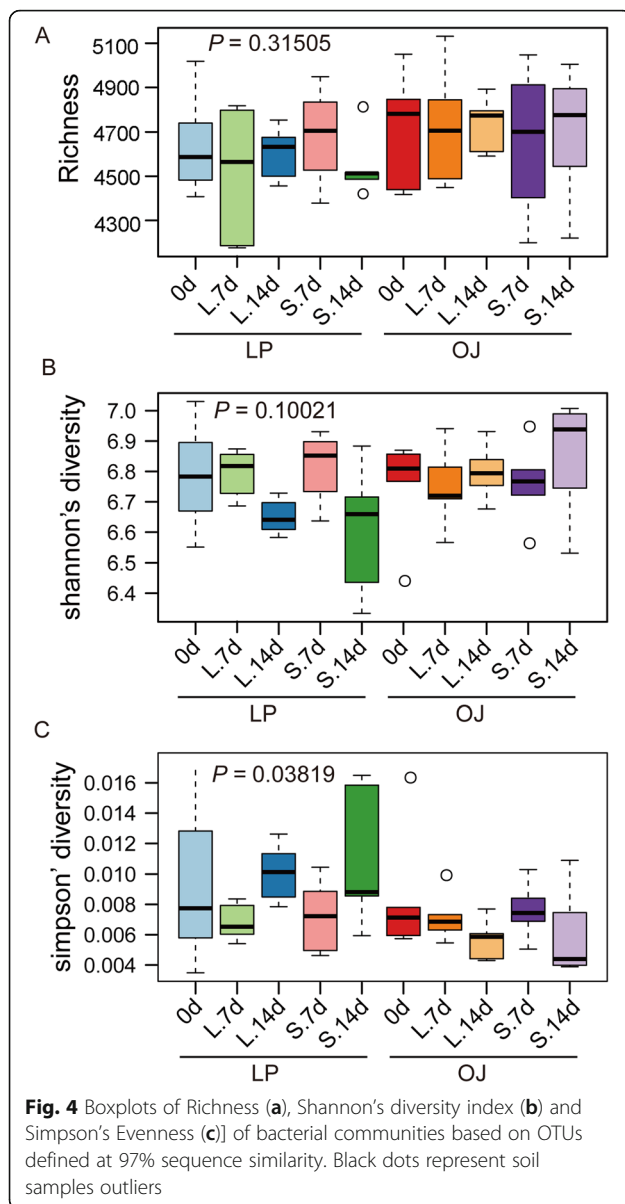 A
P = 0.31505
Richness
5100
4900
4700
4500
4300
0d L.7d L.14d S.7d S.14d 0d L.7d L.14d S.7d S.14d
LP OJ
B
P = 0.10021
shannon's diversity
7.0
6.9
6.8
6.7
6.6
6.5
6.4
0d L.7d L.14d S.7d S.14d 0d L.7d L.14d S.7d S.14d
LP OJ
C
P = 0.03819
simpson' diversity
0.016
0.014
0.012
0.010
0.008
0.006
0.004
0d L.7d L.14d S.7d S.14d 0d L.7d L.14d S.7d S.14d
LP OJ
Fig. 4 Boxplots of Richness (a), Shannon's diversity index (b) and
Simpson's Evenness (c)] of bacterial communities based on OTUs
defined at 97% sequence similarity. Black dots represent soil
samples outliers